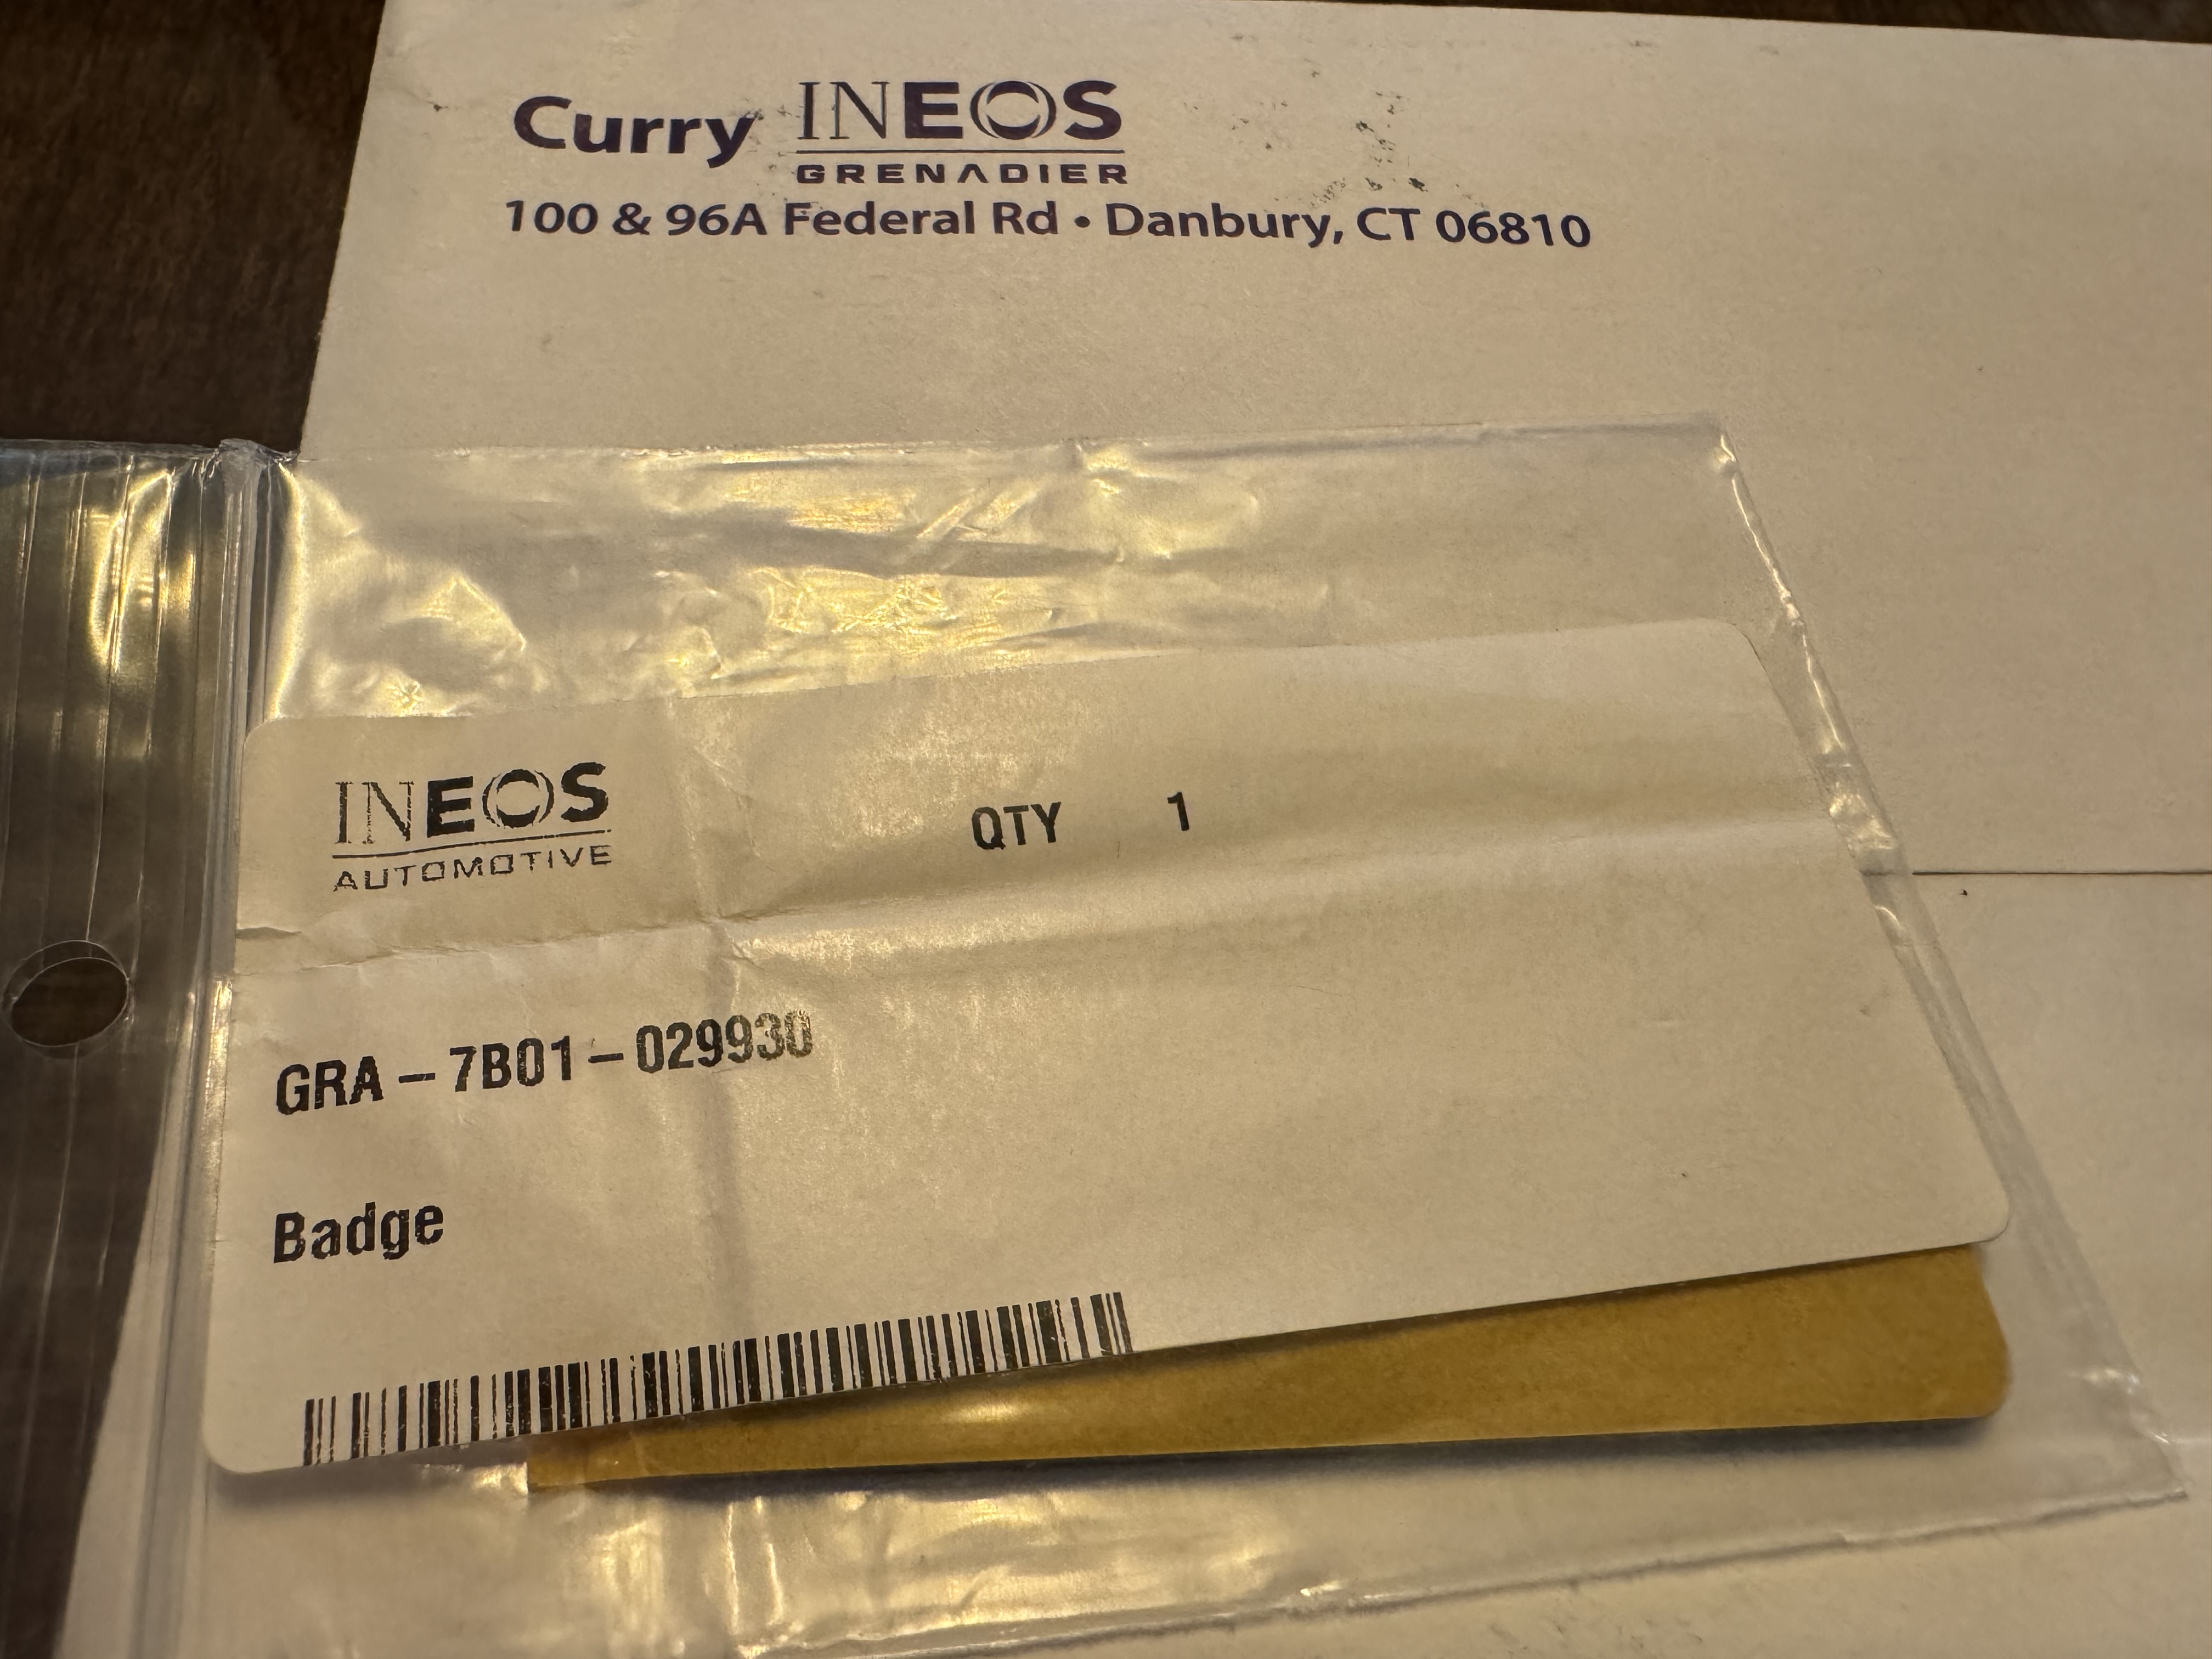 Curry INEOS
GRENADIER
100 & 96A Federal Rd • Danbury, CT 06810
INEOS
AUTOMOTIVE
QTY 1
GRA – 7B01 – 029930
Badge